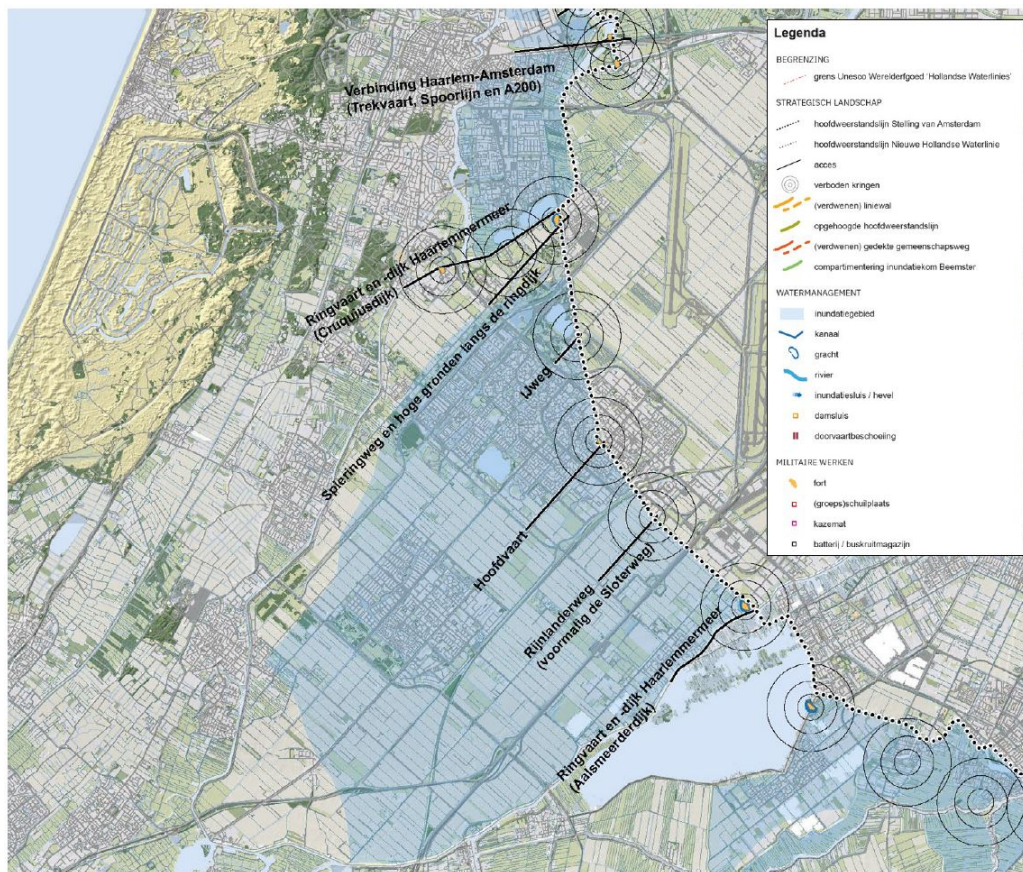 Legenda
BEGRENZING
grens Unesco Werelderfgoed 'Hollandse Waterlinies'
STRATEGISCH LANDSCHAP
hoofdweerstandslijn Stelling van Amsterdam
hoofdweerstandslijn Nieuwe Hollandse Waterlinie
acces
verboden kringen
(verdwenen) liniewal
opgehoogde hoofdweerstandslijn
(verdwenen) gedekte gemeenschapsweg
compartimentering inundatiekom Beemster
WATERMANAGEMENT
inundatiegebied
kanaal
gracht
rivier
inundatiesluis / hevel
damsluis
doorvaartbeschoeiing
MILITAIRE WERKEN
fort
(groeps)schuilplaats
kazemat
batterij / buskruitmagazijn
Verbinding Haarlem-Amsterdam
(Trekvaart, Spoorlijn en A200)
Ringvaart en -dijk Haarlemmermeer
(Cruquiusdijk)
Spieringweg en hoge gronden langs de ringdijk
IJweg
Hoofdvaart
Rijnlanderweg
(voormalig de Sloterweg)
Ringvaart en -dijk Haarlemmermeer
(Aalsmeerderdijk)